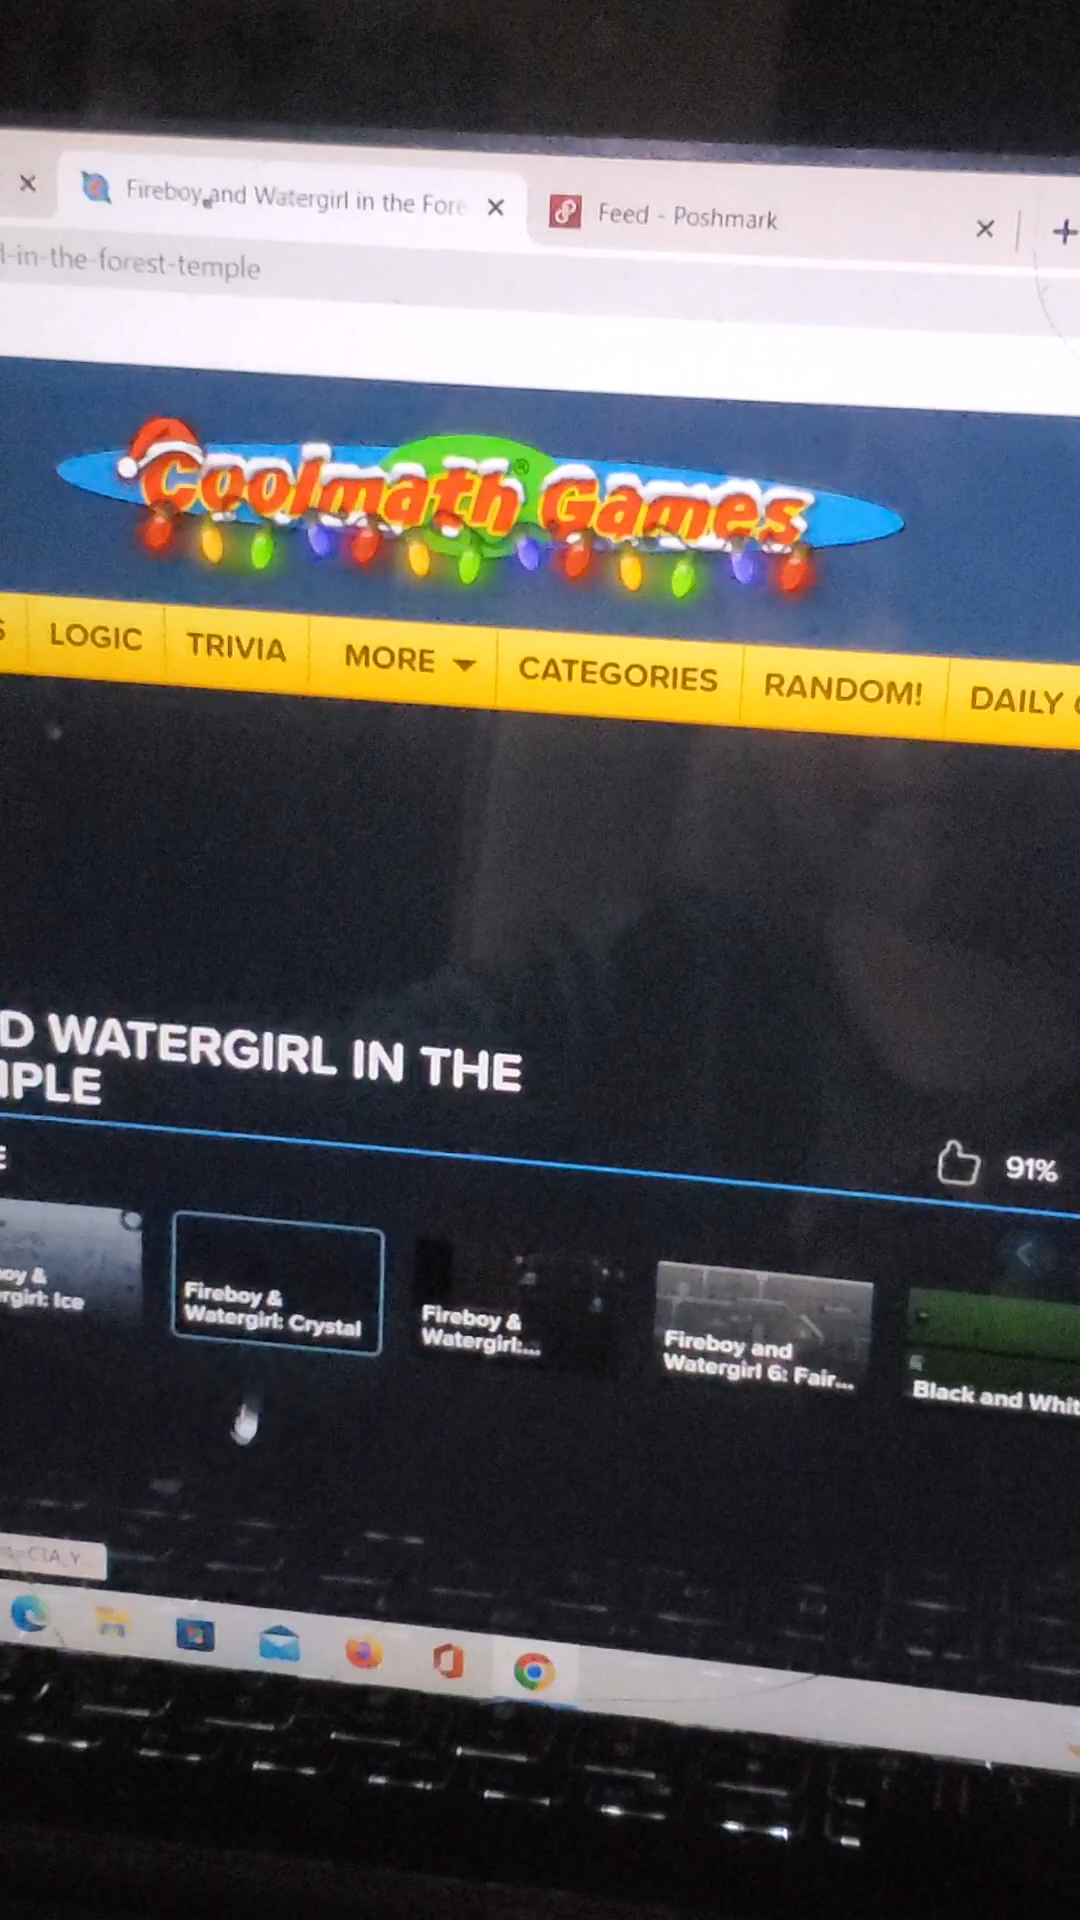 Fireboy and Watergirl in the Fore
Feed - Poshmark
l-in-the-forest-temple
Coolmath Games®
LOGIC
TRIVIA
MORE
CATEGORIES
RANDOM!
DAILY
D WATERGIRL IN THE
MPLE
91%
oy &
rgirl: Ice
Fireboy &
Watergirl: Crystal
Fireboy &
Watergirl:...
Fireboy and
Watergirl 6: Fair...
Black and Whit